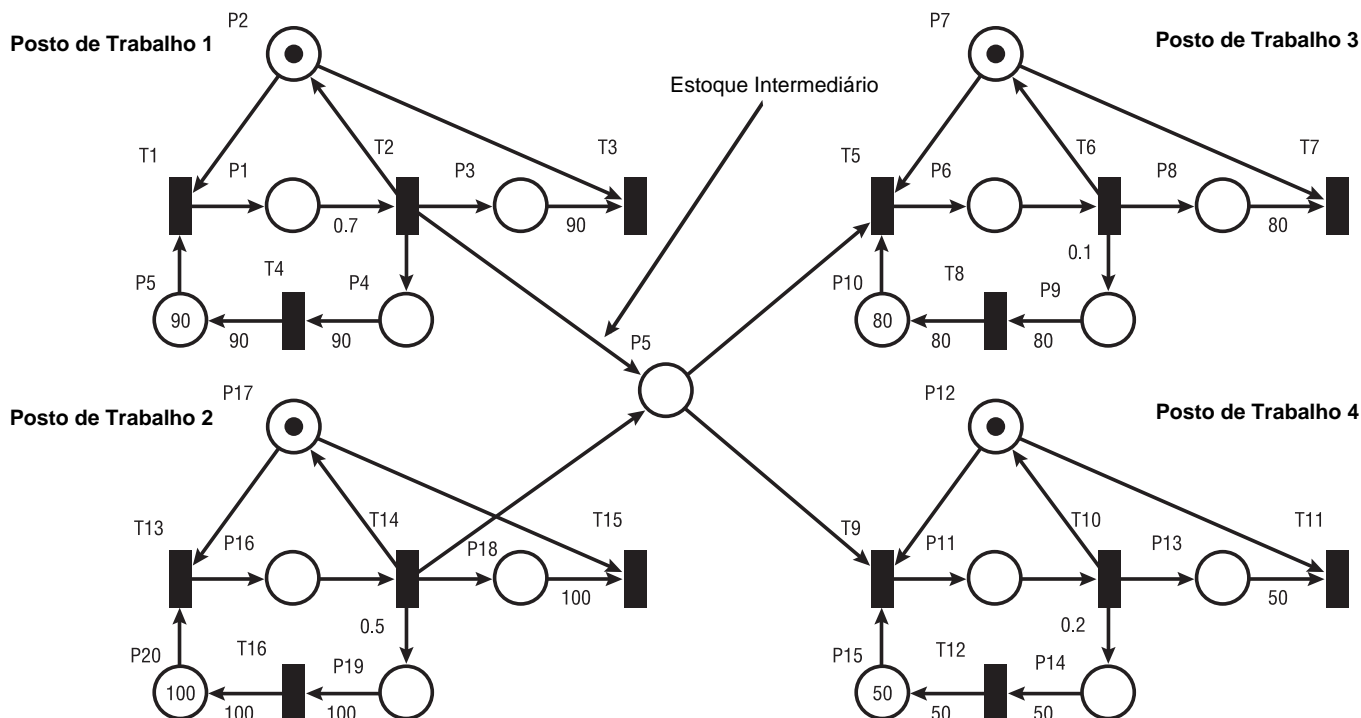 P2
Posto de Trabalho 1
T1
P1
T2
P3
T3
0.7
90
P5
T4
P4
90
90
90
Estoque Intermediário
P7
Posto de Trabalho 3
T5
P6
T6
P8
T7
80
0.1
P10
T8
P9
80
80
80
P5
P17
Posto de Trabalho 2
T13
P16
T14
P18
T15
100
0.5
P20
T16
P19
100
100
100
P12
Posto de Trabalho 4
T9
P11
T10
P13
T11
50
0.2
P15
T12
P14
50
50
50